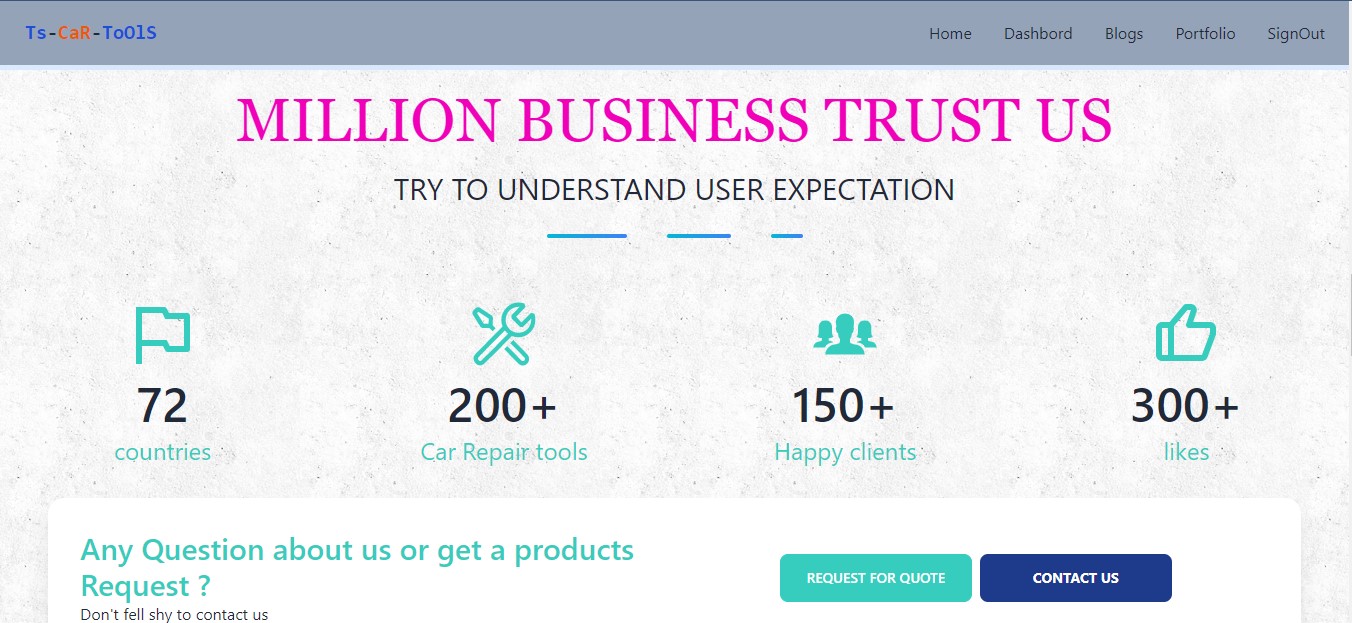 Ts-CaR-ToOlS
Home Dashbord Blogs Portfolio SignOut
MILLION BUSINESS TRUST US
TRY TO UNDERSTAND USER EXPECTATION
72 200+ 150+ 300+
countries Car Repair tools Happy clients likes
Any Question about us or get a products
Request ?
Don't fell shy to contact us
REQUEST FOR QUOTE CONTACT US